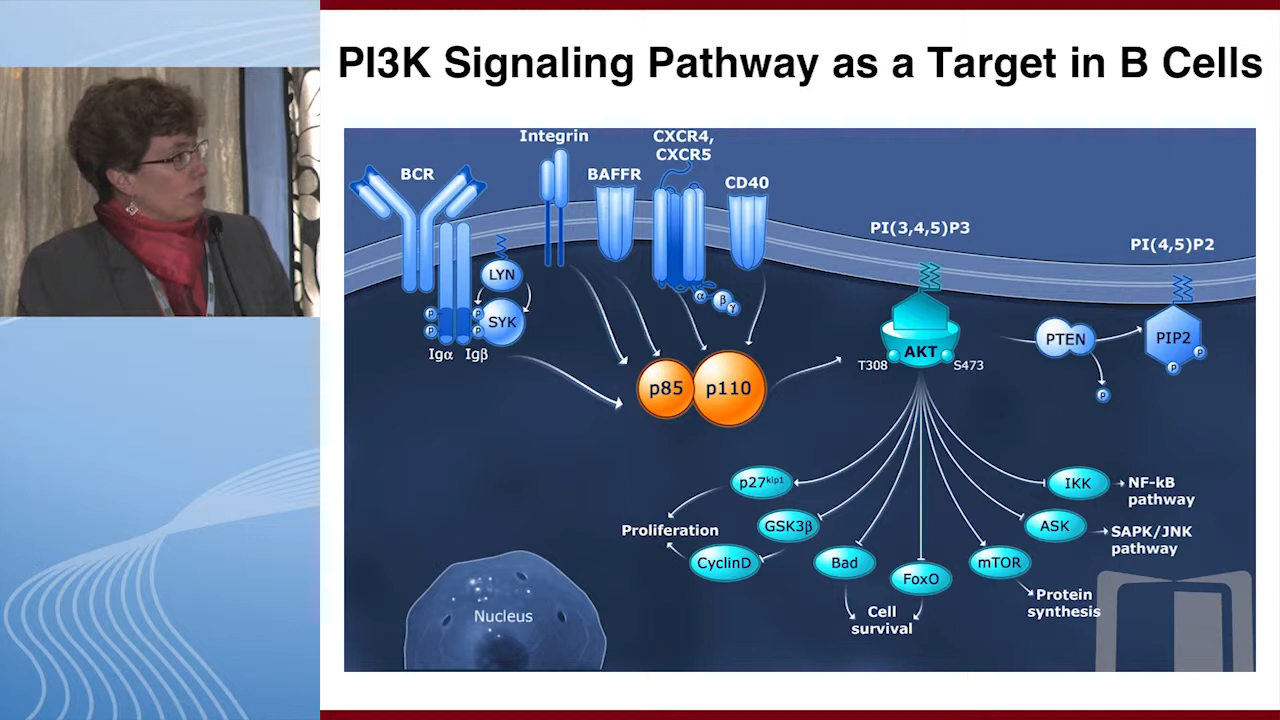 PI3K Signaling Pathway as a Target in B Cells
Integrin
CXCR4,
CXCR5
BCR
BAFFR
CD40
PI(3,4,5)P3
PI(4,5)P2
LYN
SYK
P
P
P
P
Igα Igβ
α
β
γ
p85
p110
AKT
T308
S473
PTEN
PIP2
P
P
P
p27kip1
GSK3β
CyclinD
Proliferation
Bad
FoxO
Cell
survival
mTOR
Protein
synthesis
ASK
SAPK/JNK
pathway
IKK
NF-kB
pathway
Nucleus